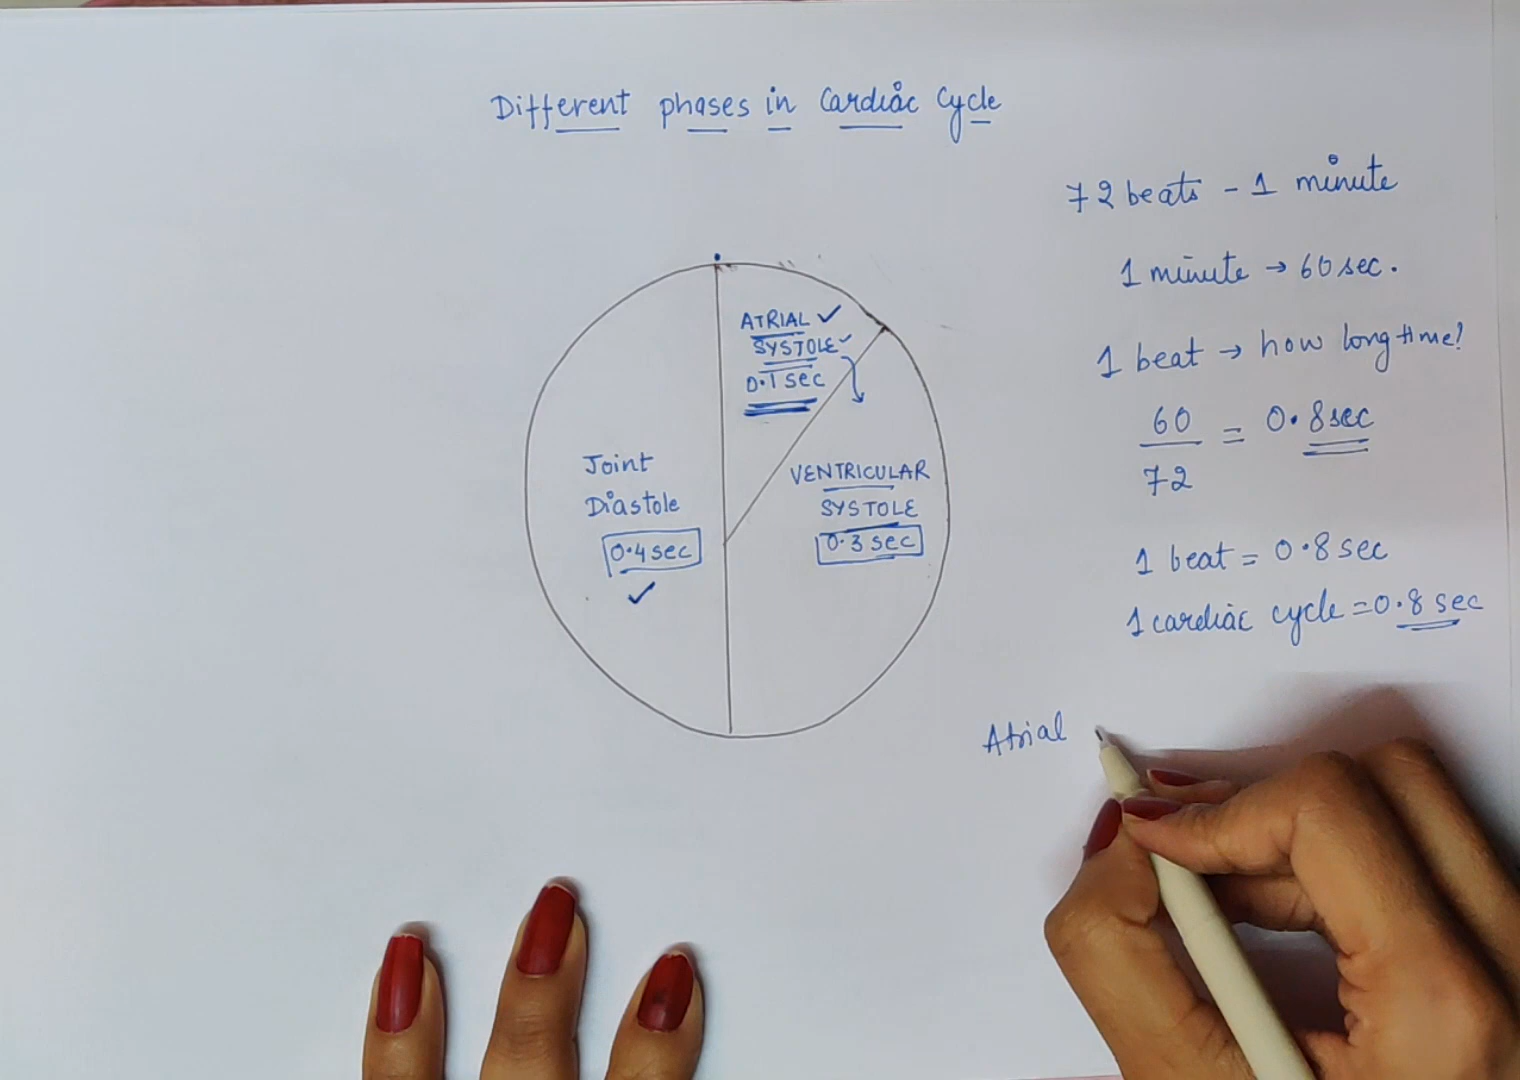 Different phases in Cardiac Cycle
72 beats - 1 minute
1 minute → 60 sec.
1 beat → how long time?
60
72
= 0.8 sec
1 beat = 0.8 sec
1 cardiac cycle = 0.8 sec
ATRIAL ✓
SYSTOLE ✓
0.1 sec
VENTRICULAR
SYSTOLE
0.3 sec
Joint
Diastole
0.4 sec
✓
Atrial